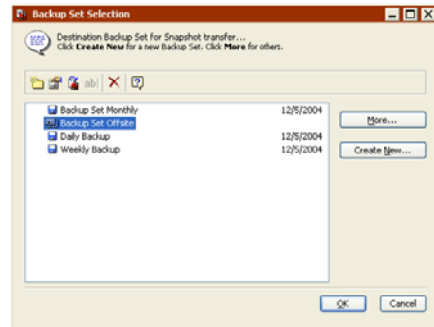 Backup Set Selection
Destination Backup Set for Snapshot transfer...
Click Create New for a new Backup Set. Click More for others.
ab|
Backup Set Monthly 12/5/2004
Backup Set Offsite
Daily Backup 12/5/2004
Weekly Backup 12/5/2004
More...
Create New...
OK Cancel